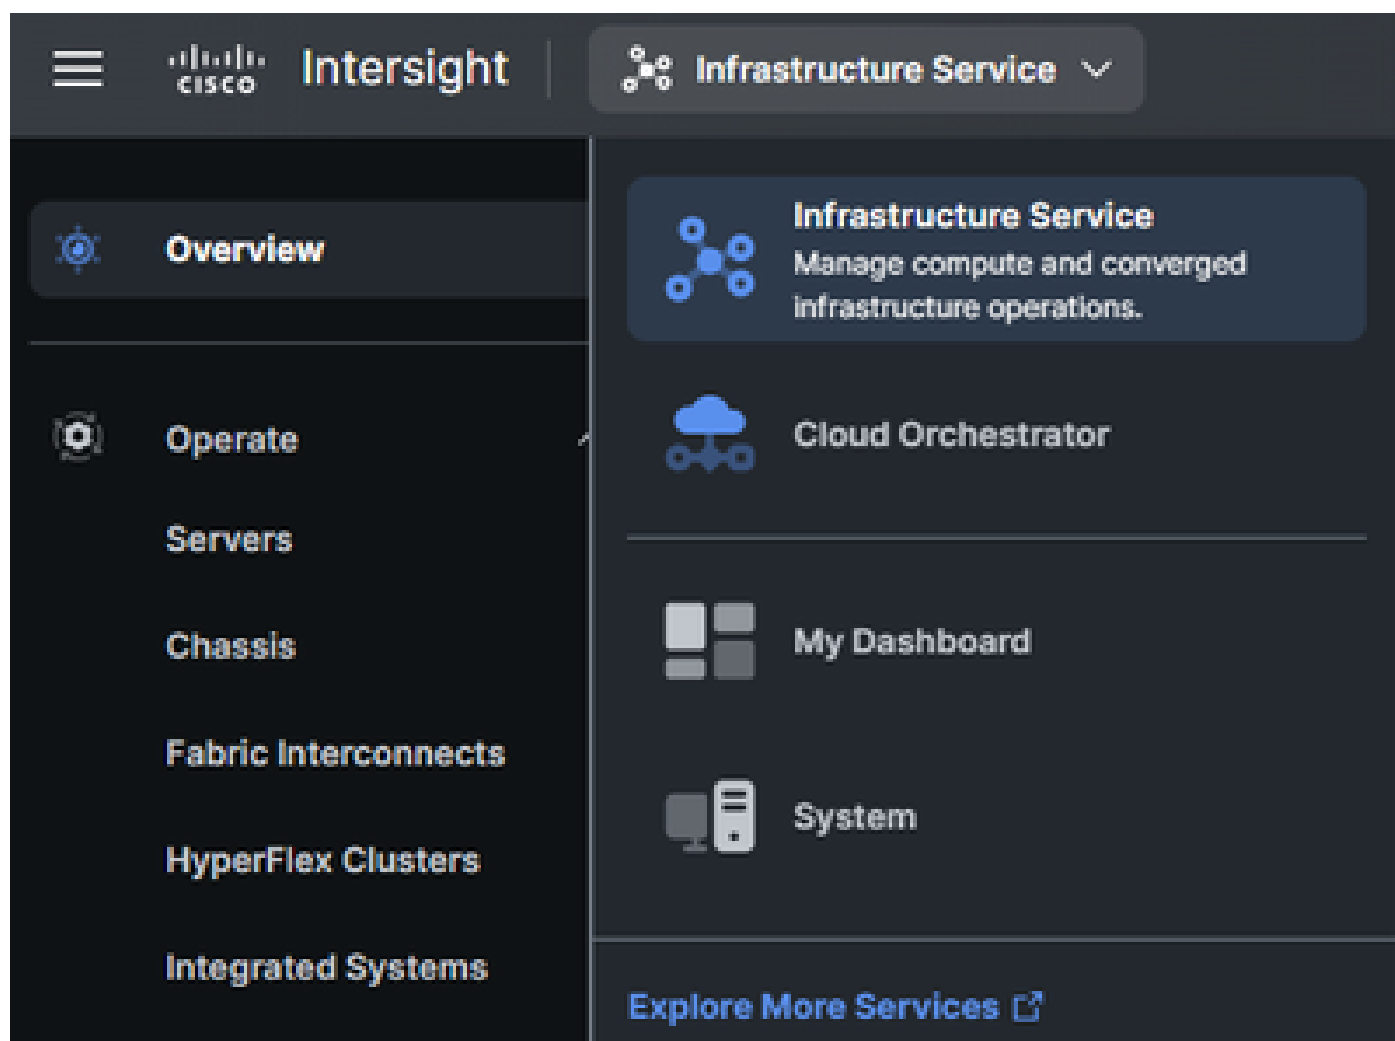 CISCO Intersight Infrastructure Service
Overview
Operate
Servers
Chassis
Fabric Interconnects
HyperFlex Clusters
Integrated Systems
Infrastructure Service
Manage compute and converged
infrastructure operations.
Cloud Orchestrator
My Dashboard
System
Explore More Services